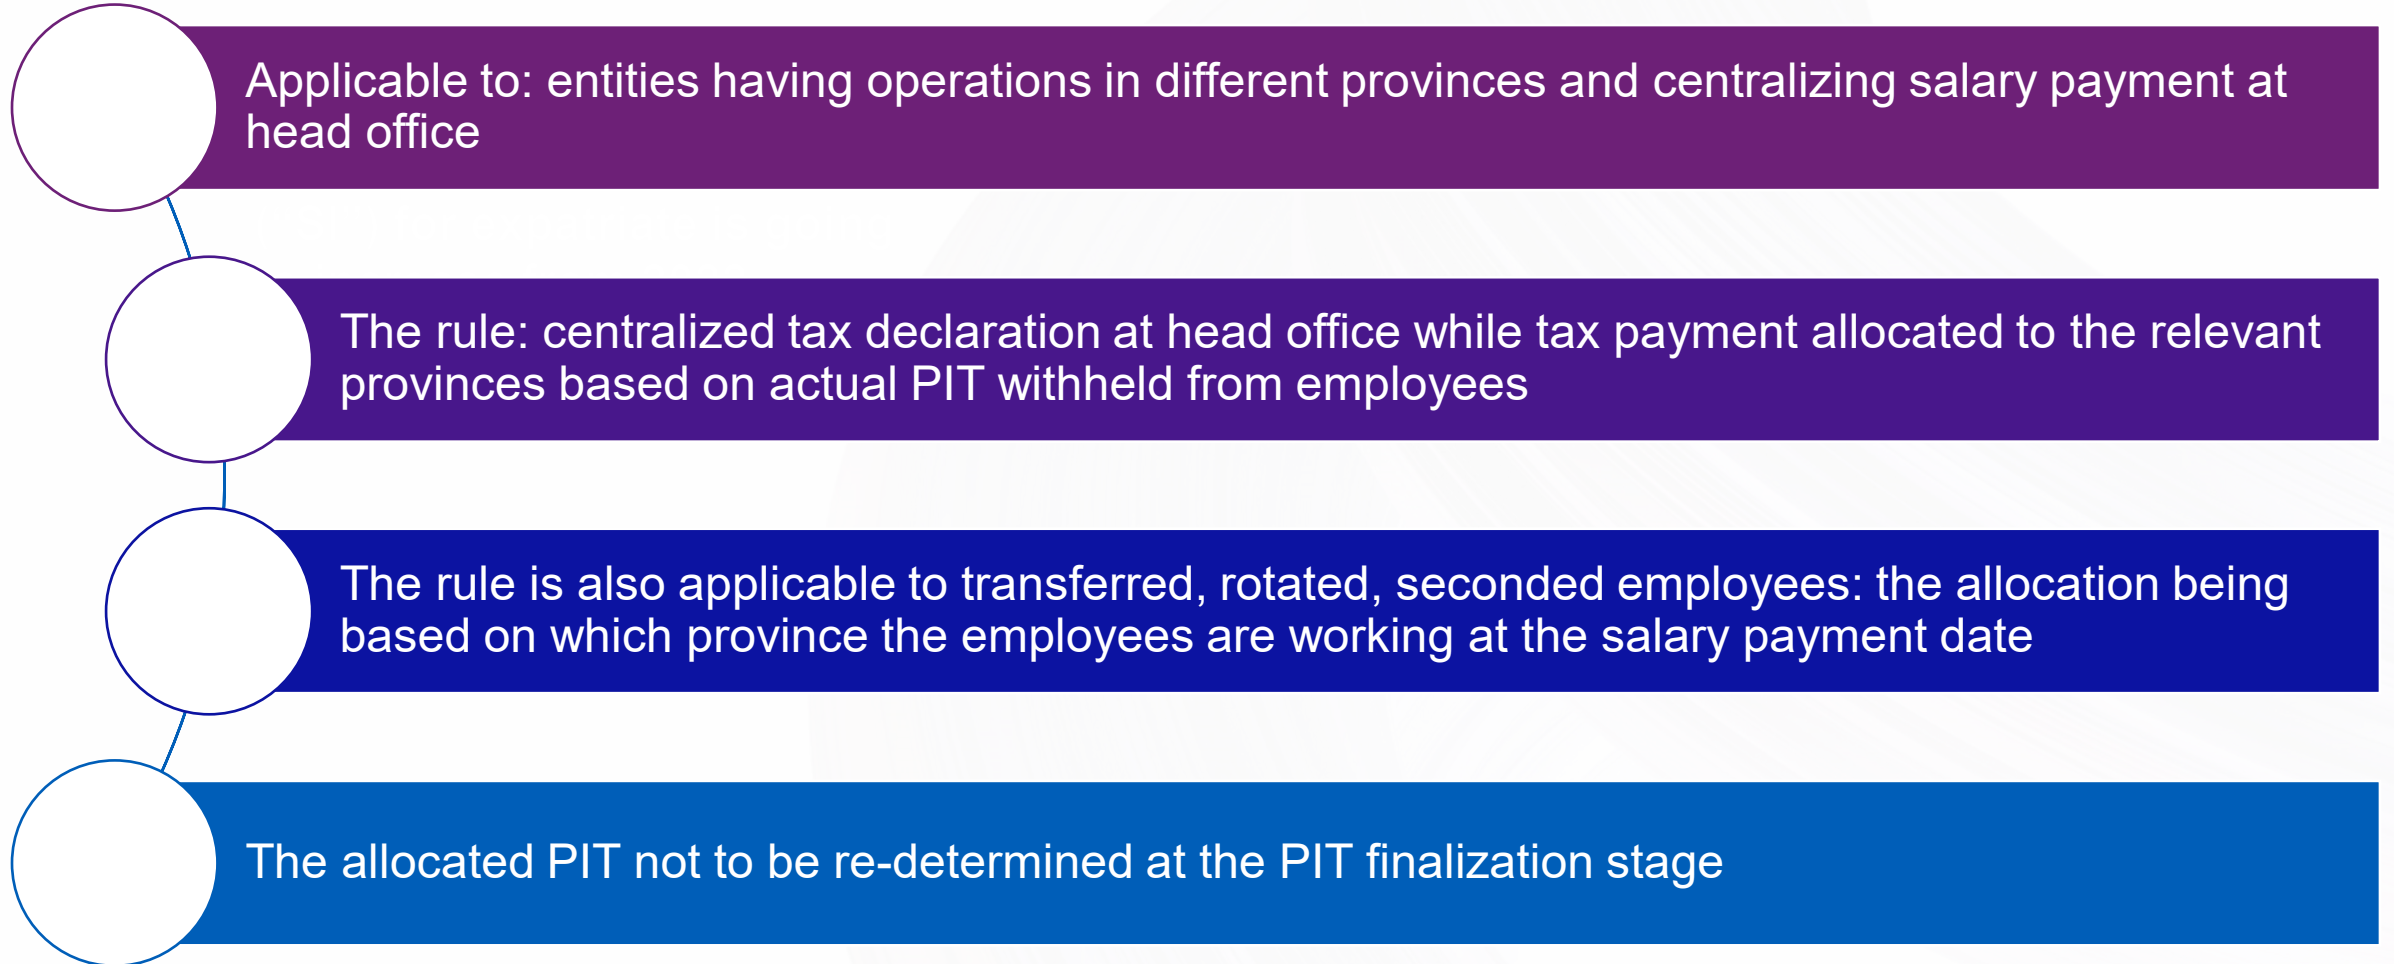 Applicable to: entities having operations in different provinces and centralizing salary payment at
head office
The rule: centralized tax declaration at head office while tax payment allocated to the relevant
provinces based on actual PIT withheld from employees
The rule is also applicable to transferred, rotated, seconded employees: the allocation being
based on which province the employees are working at the salary payment date
The allocated PIT not to be re-determined at the PIT finalization stage